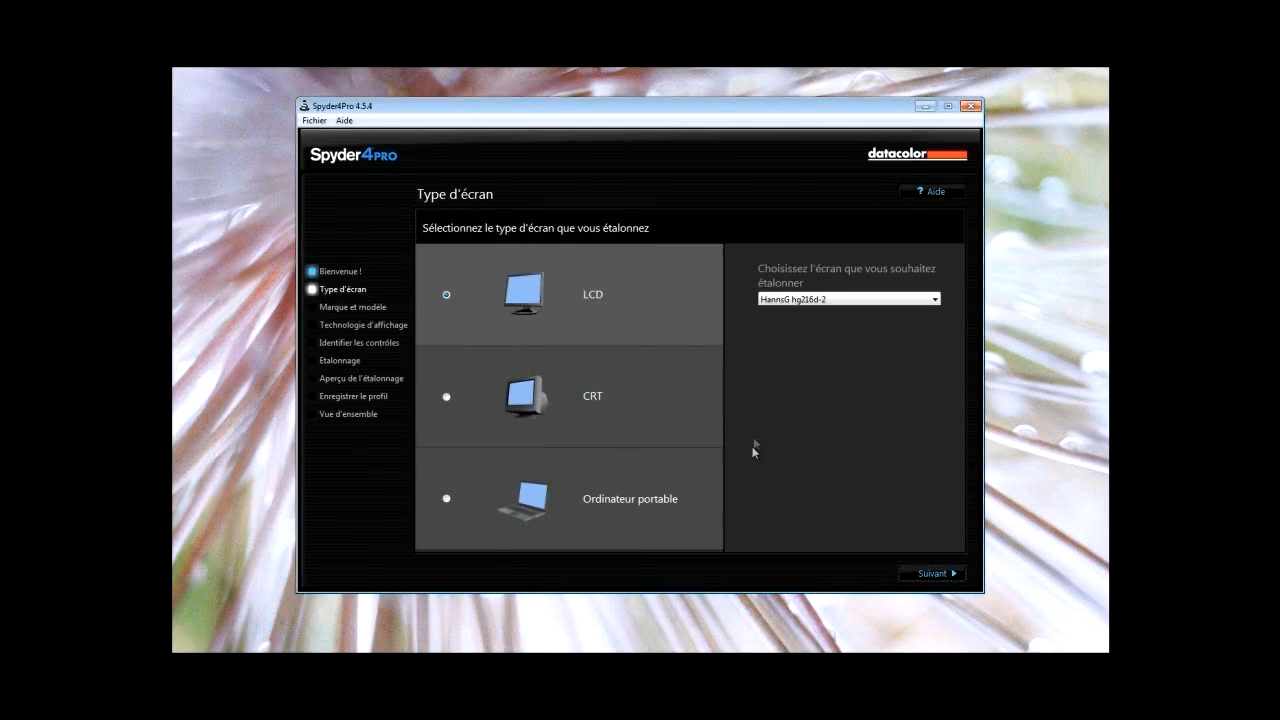 Spyder4Pro 4.5.4
Fichier Aide
Spyder4PRO
datacolor
Type d'écran
? Aide
Sélectionnez le type d'écran que vous étalonnez
Bienvenue !
Type d'écran
Marque et modèle
Technologie d'affichage
Identifier les contrôles
Etalonnage
Aperçu de l'étalonnage
Enregistrer le profil
Vue d'ensemble
LCD
CRT
Ordinateur portable
Choisissez l'écran que vous souhaitez
étalonner
HannsG hg216d-2
Suivant